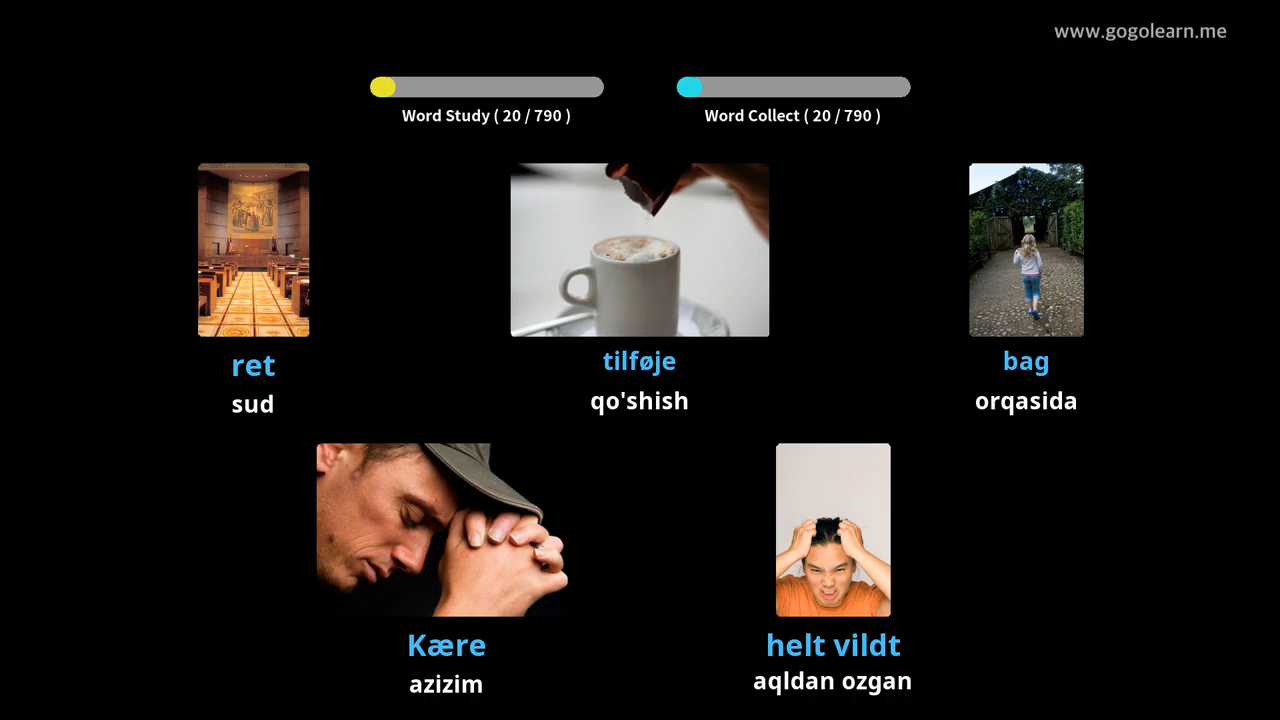 www.gogolearn.me
Word Study ( 20 / 790 )
Word Collect ( 20 / 790 )
ret
sud
tilføje
qo'shish
bag
orqasida
Kære
azizim
helt vildt
aqldan ozgan